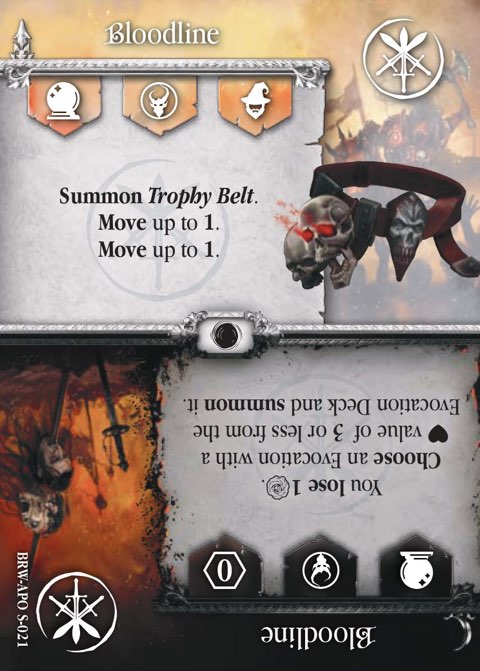 Bloodline
Summon Trophy Belt.
Move up to 1.
Move up to 1.
You lose 1.
Choose an Evocation with a
value of 3 or less from the
Evocation Deck and summon
it.
0
Bloodline
BRW-APO S-021